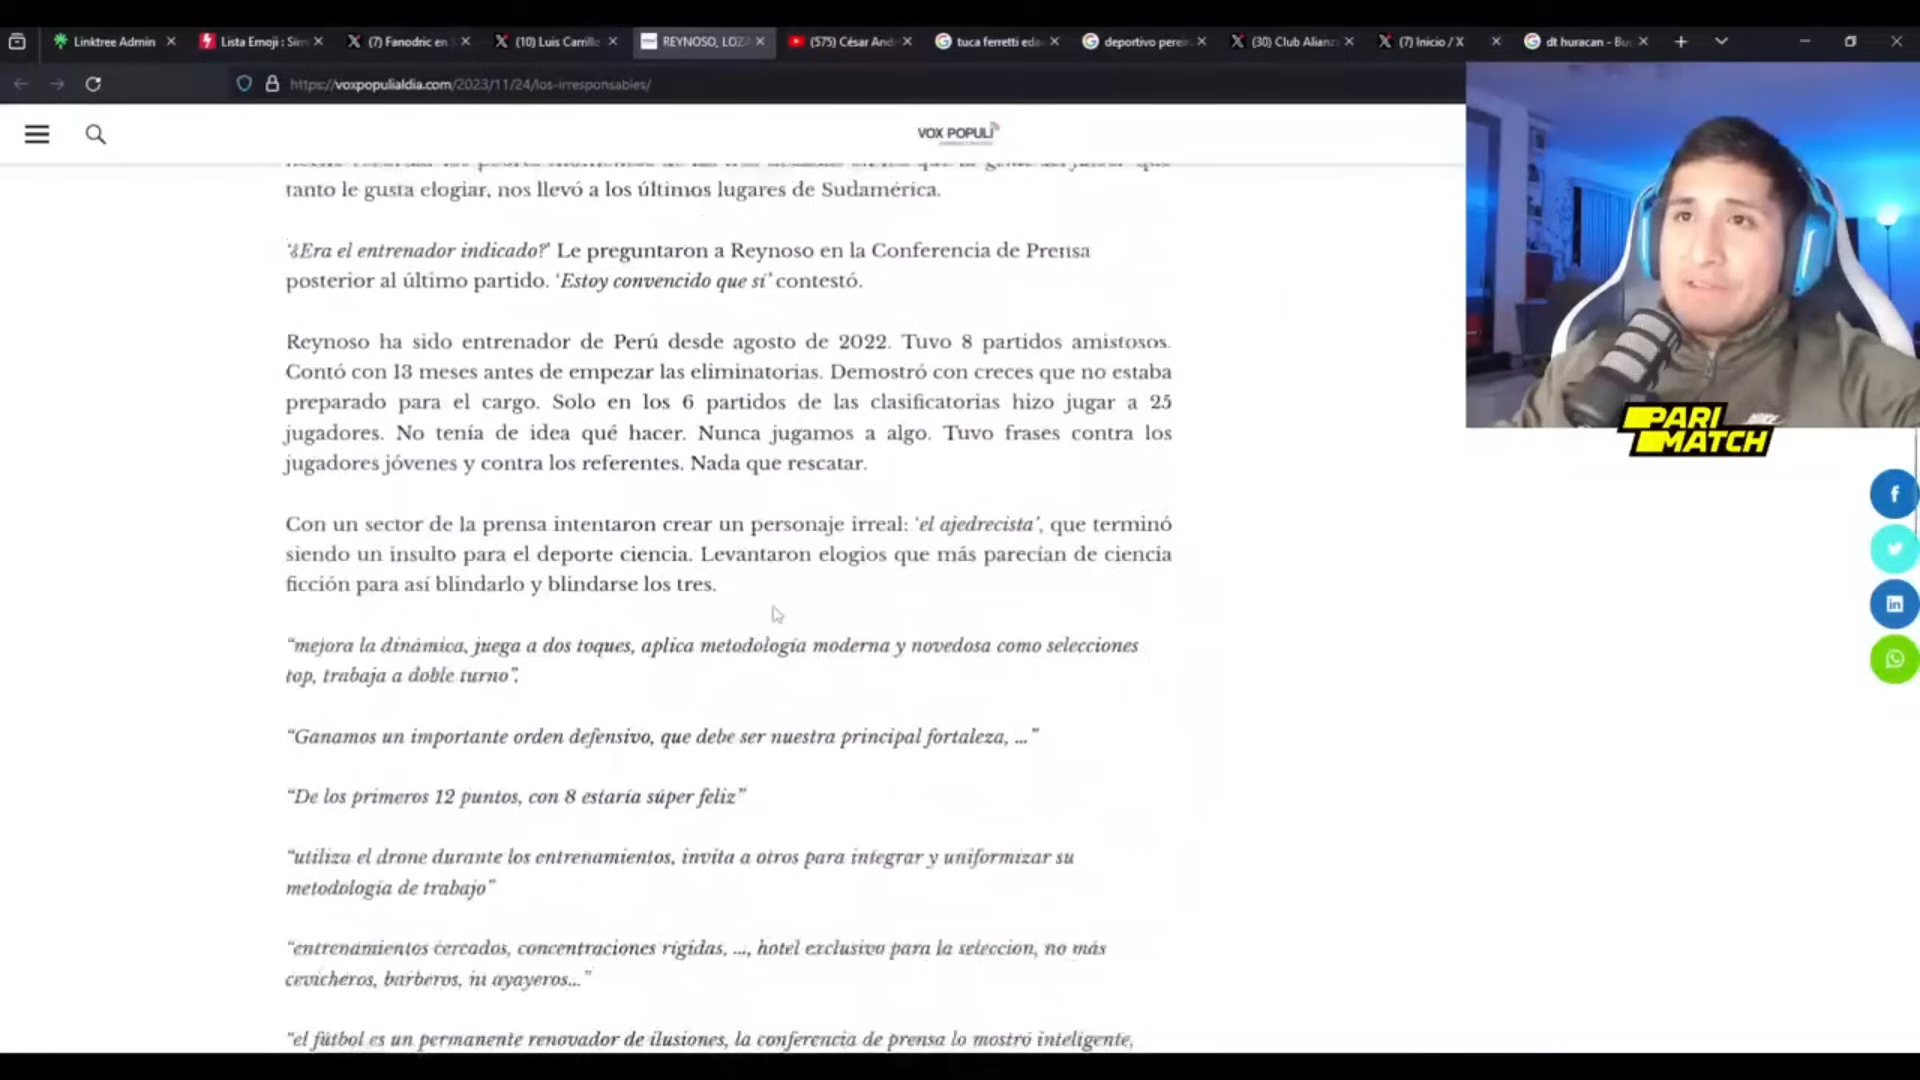 Linktree Admin
Lista Emoji : Sim
(7) Fanodric en
(10) Luis Carrillo
REYNOSO, LOZA
(575) César And
tuca ferretti eda
deportivo perei
(30) Club Alianz
(7) Inicio / X
dt huracan - Bu
https://voxpopulialdia.com/2023/11/24/los-irresponsables/
VOX POPULI
tanto le gusta elogiar, nos llevó a los últimos lugares de Sudamérica.
‘¿Era el entrenador indicado?’ Le preguntaron a Reynoso en la Conferencia de Prensa
posterior al último partido. ‘Estoy convencido que sí’ contestó.
Reynoso ha sido entrenador de Perú desde agosto de 2022. Tuvo 8 partidos amistosos.
Contó con 13 meses antes de empezar las eliminatorias. Demostró con creces que no estaba
preparado para el cargo. Solo en los 6 partidos de las clasificatorias hizo jugar a 25
jugadores. No tenía de idea qué hacer. Nunca jugamos a algo. Tuvo frases contra los
jugadores jóvenes y contra los referentes. Nada que rescatar.
Con un sector de la prensa intentaron crear un personaje irreal: ‘el ajedrecista’, que terminó
siendo un insulto para el deporte ciencia. Levantaron elogios que más parecían de ciencia
ficción para así blindarlo y blindarse los tres.
“mejora la dinámica, juega a dos toques, aplica metodología moderna y novedosa como selecciones
top, trabaja a doble turno”.
“Ganamos un importante orden defensivo, que debe ser nuestra principal fortaleza, …”
“De los primeros 12 puntos, con 8 estaría súper feliz”
“utiliza el drone durante los entrenamientos, invita a otros para integrar y uniformizar su
metodología de trabajo”
“entrenamientos cercados, concentraciones rígidas, …, hotel exclusivo para la seleccion, no más
cevicheros, barberos, ni ayayeros…”
“el fútbol es un permanente renovador de ilusiones, la conferencia de prensa lo mostró inteligente,
PARI
MATCH